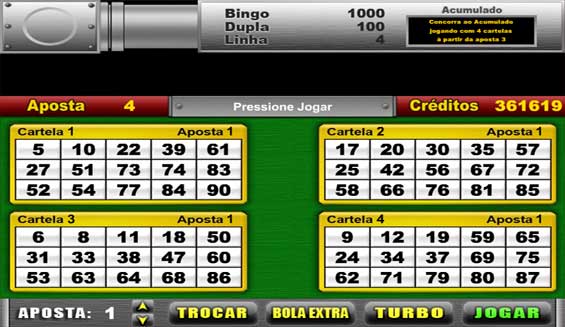 Bingo 1000
Dupla 100
Linha 4
Acumulado
Concorra ao Acumulado
jogando com 4 cartelas
à partir da aposta 3
Aposta 4
Pressione Jogar
Créditos 361619
Cartela 1 Aposta 1
5 10 22 39 61
27 51 73 74 83
52 54 77 84 90
Cartela 2 Aposta 1
17 20 30 35 57
25 42 56 67 72
58 66 76 81 85
Cartela 3 Aposta 1
6 8 11 18 50
31 33 38 47 60
53 63 64 68 86
Cartela 4 Aposta 1
9 12 19 59 65
24 37 69 70 75
62 71 79 80 87
APOSTA: 1 TROCAR BOLA EXTRA TURBO JOGAR